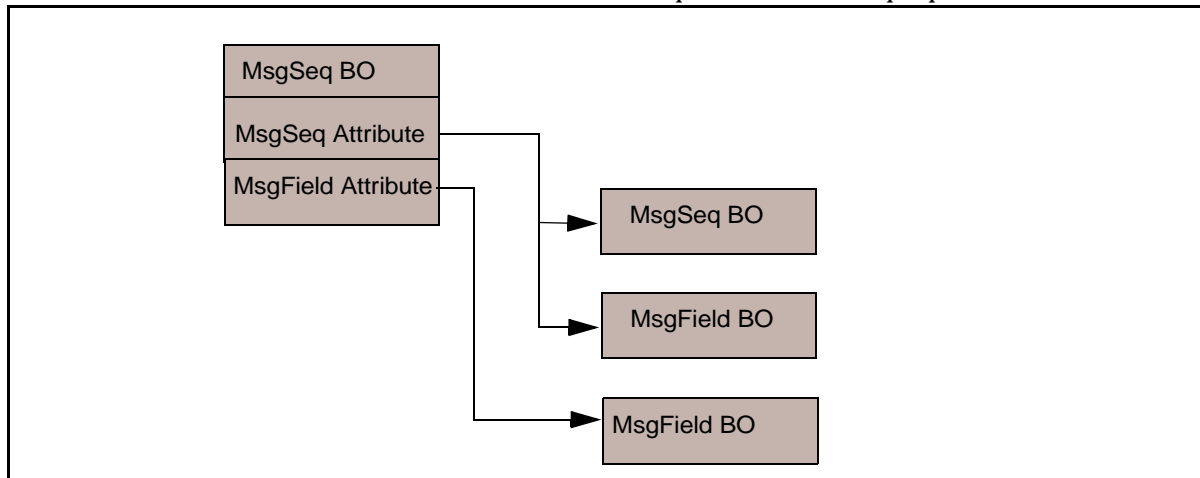 MsgSeq BO
MsgSeq Attribute
MsgField Attribute
MsgSeq BO
MsgField BO
MsgField BO